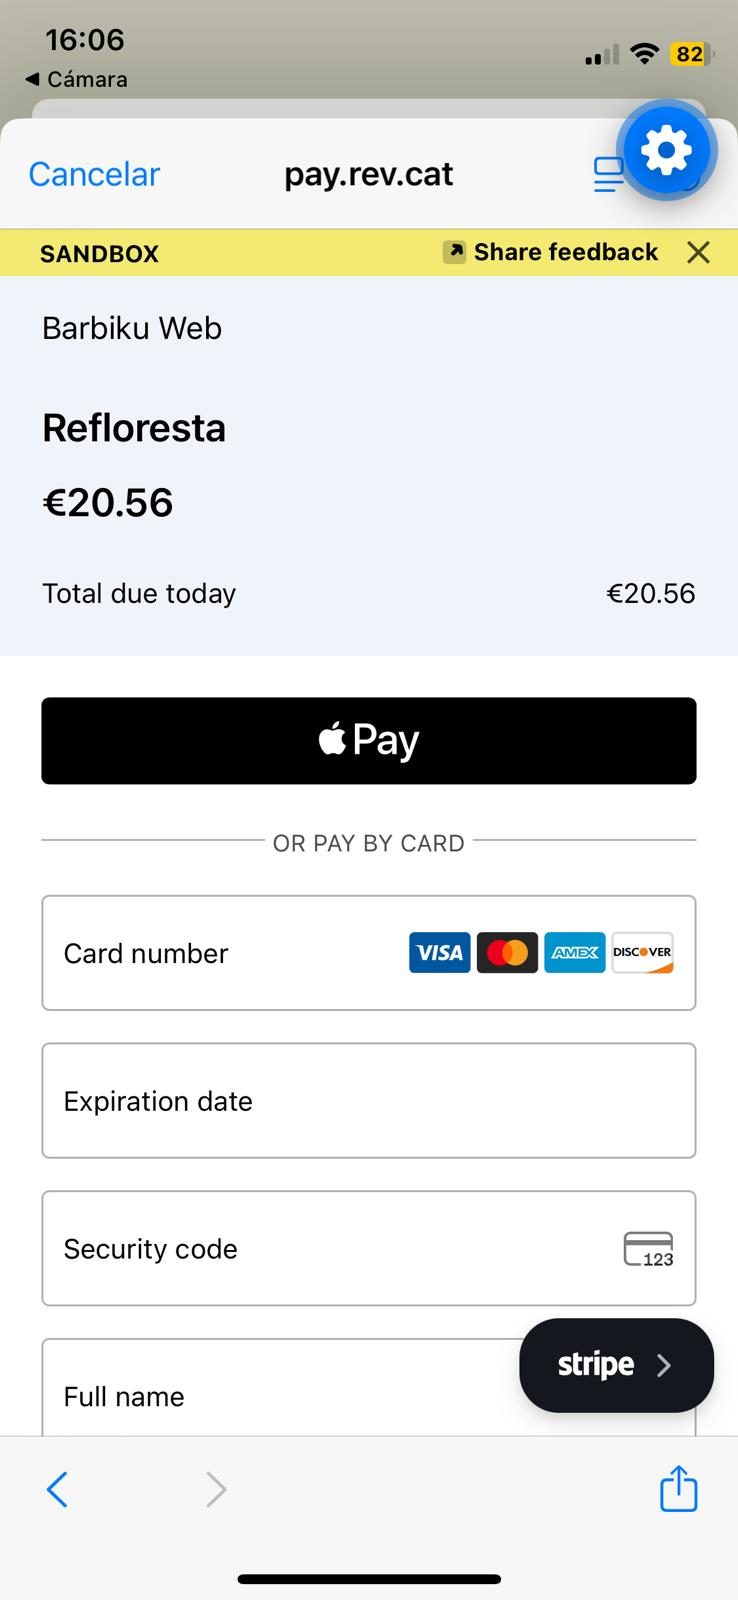 16:06
82
◀ Cámara
Cancelar
pay.rev.cat
SANDBOX
Share feedback
Barbiku Web
Refloresta
€20.56
Total due today
€20.56
Pay
OR PAY BY CARD
Card number
VISA
AMEX
DISCOVER
Expiration date
Security code
123
stripe
Full name